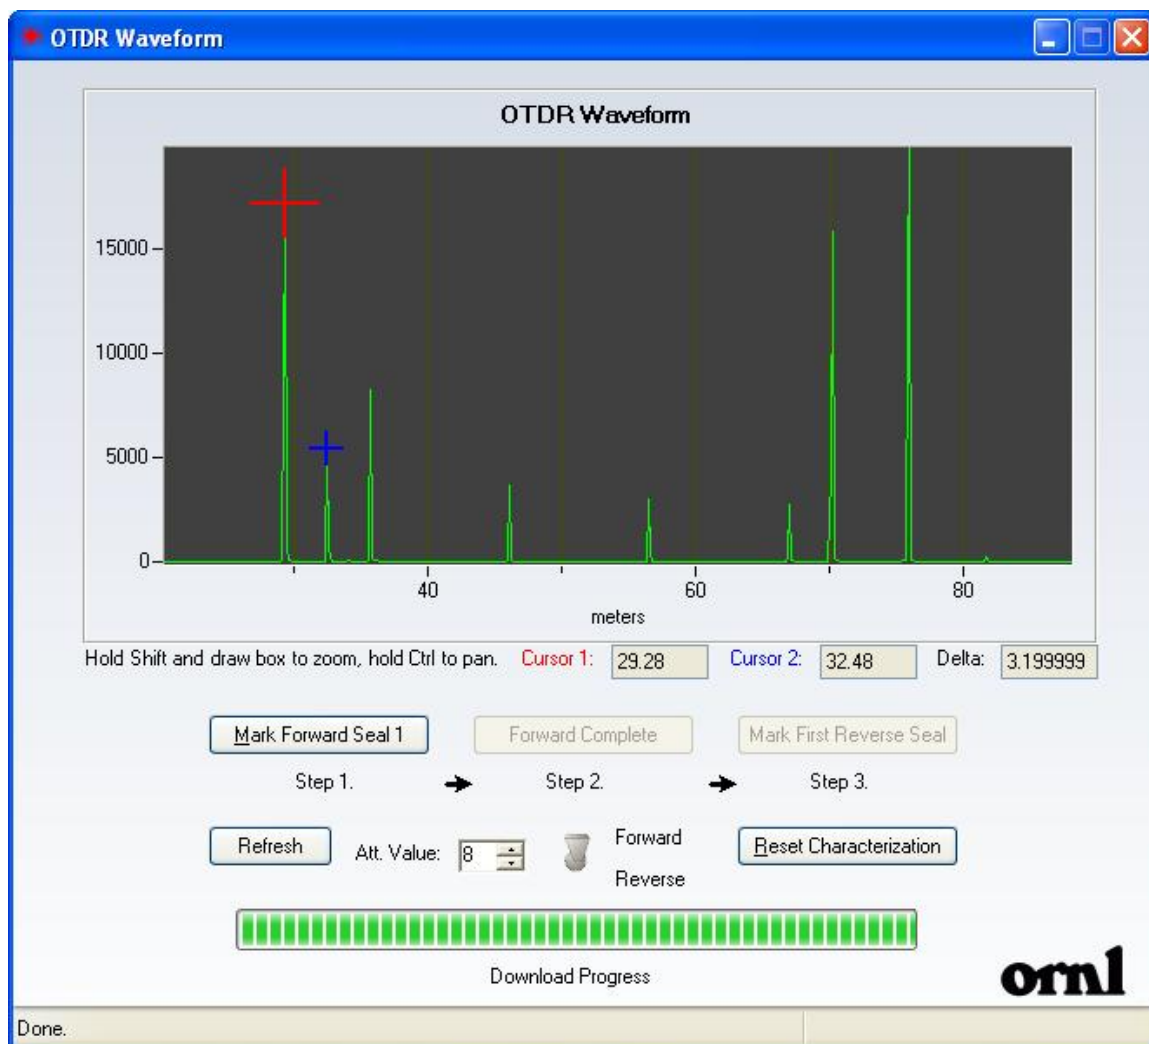 OTDR Waveform
OTDR Waveform
15000
10000
5000
0
40 60 80
meters
Hold Shift and draw box to zoom, hold Ctrl to pan. Cursor 1: 29.28 Cursor 2: 32.48 Delta: 3.199999
Mark Forward Seal 1 Forward Complete Mark First Reverse Seal
Step 1. Step 2. Step 3.
Refresh Att. Value: 8 Forward Reset Characterization
Reverse
Download Progress
ornl
Done.